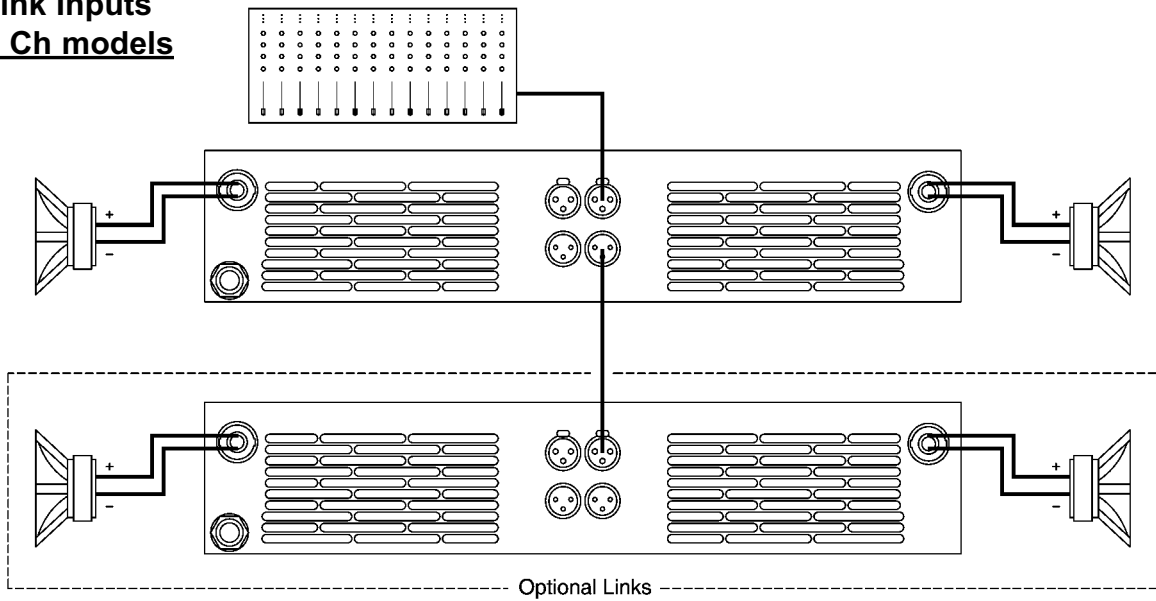 ink Inputs
Ch models
+
−
+
−
+
−
+
−
Optional Links